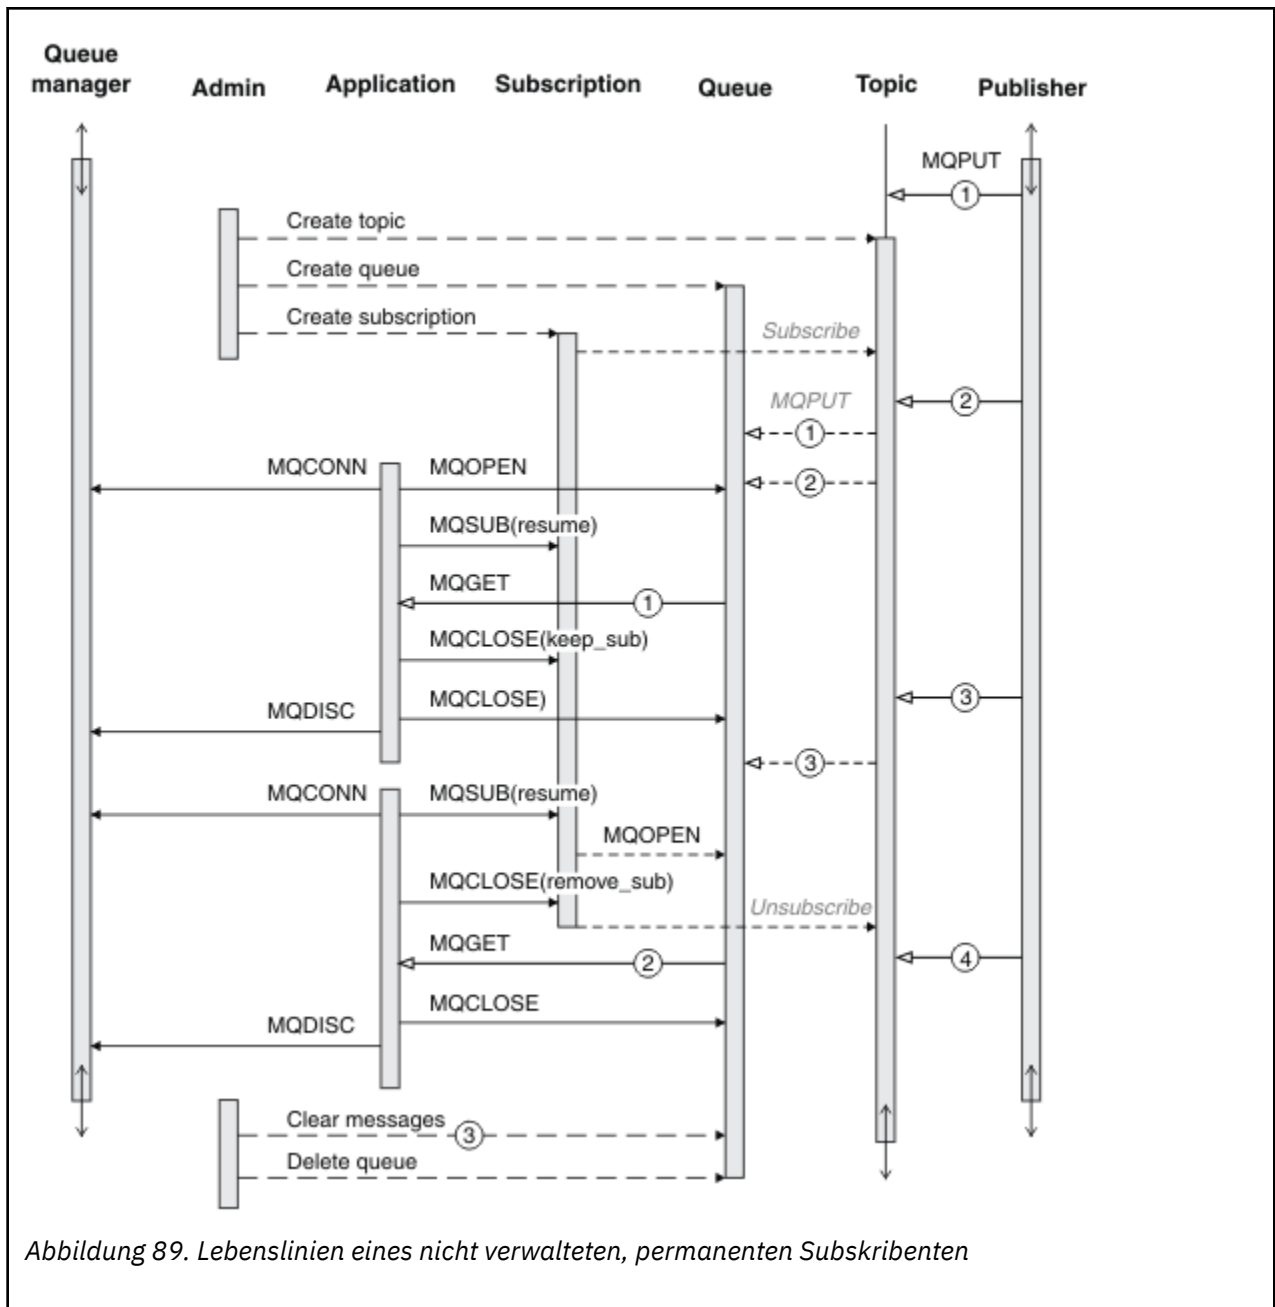 Queue
manager
Admin
Application
Subscription
Queue
Topic
Publisher
MQPUT
1
Create topic
Create queue
Create subscription
Subscribe
MQPUT
2
1
MQCONN
MQOPEN
2
MQSUB(resume)
MQGET
1
MQCLOSE(keep_sub)
MQDISC
MQCLOSE)
3
3
MQCONN
MQSUB(resume)
MQOPEN
MQCLOSE(remove_sub)
Unsubscribe
MQGET
2
4
MQDISC
MQCLOSE
Clear messages
3
Delete queue
Abbildung 89. Lebenslinien eines nicht verwalteten, permanenten Subskribenten